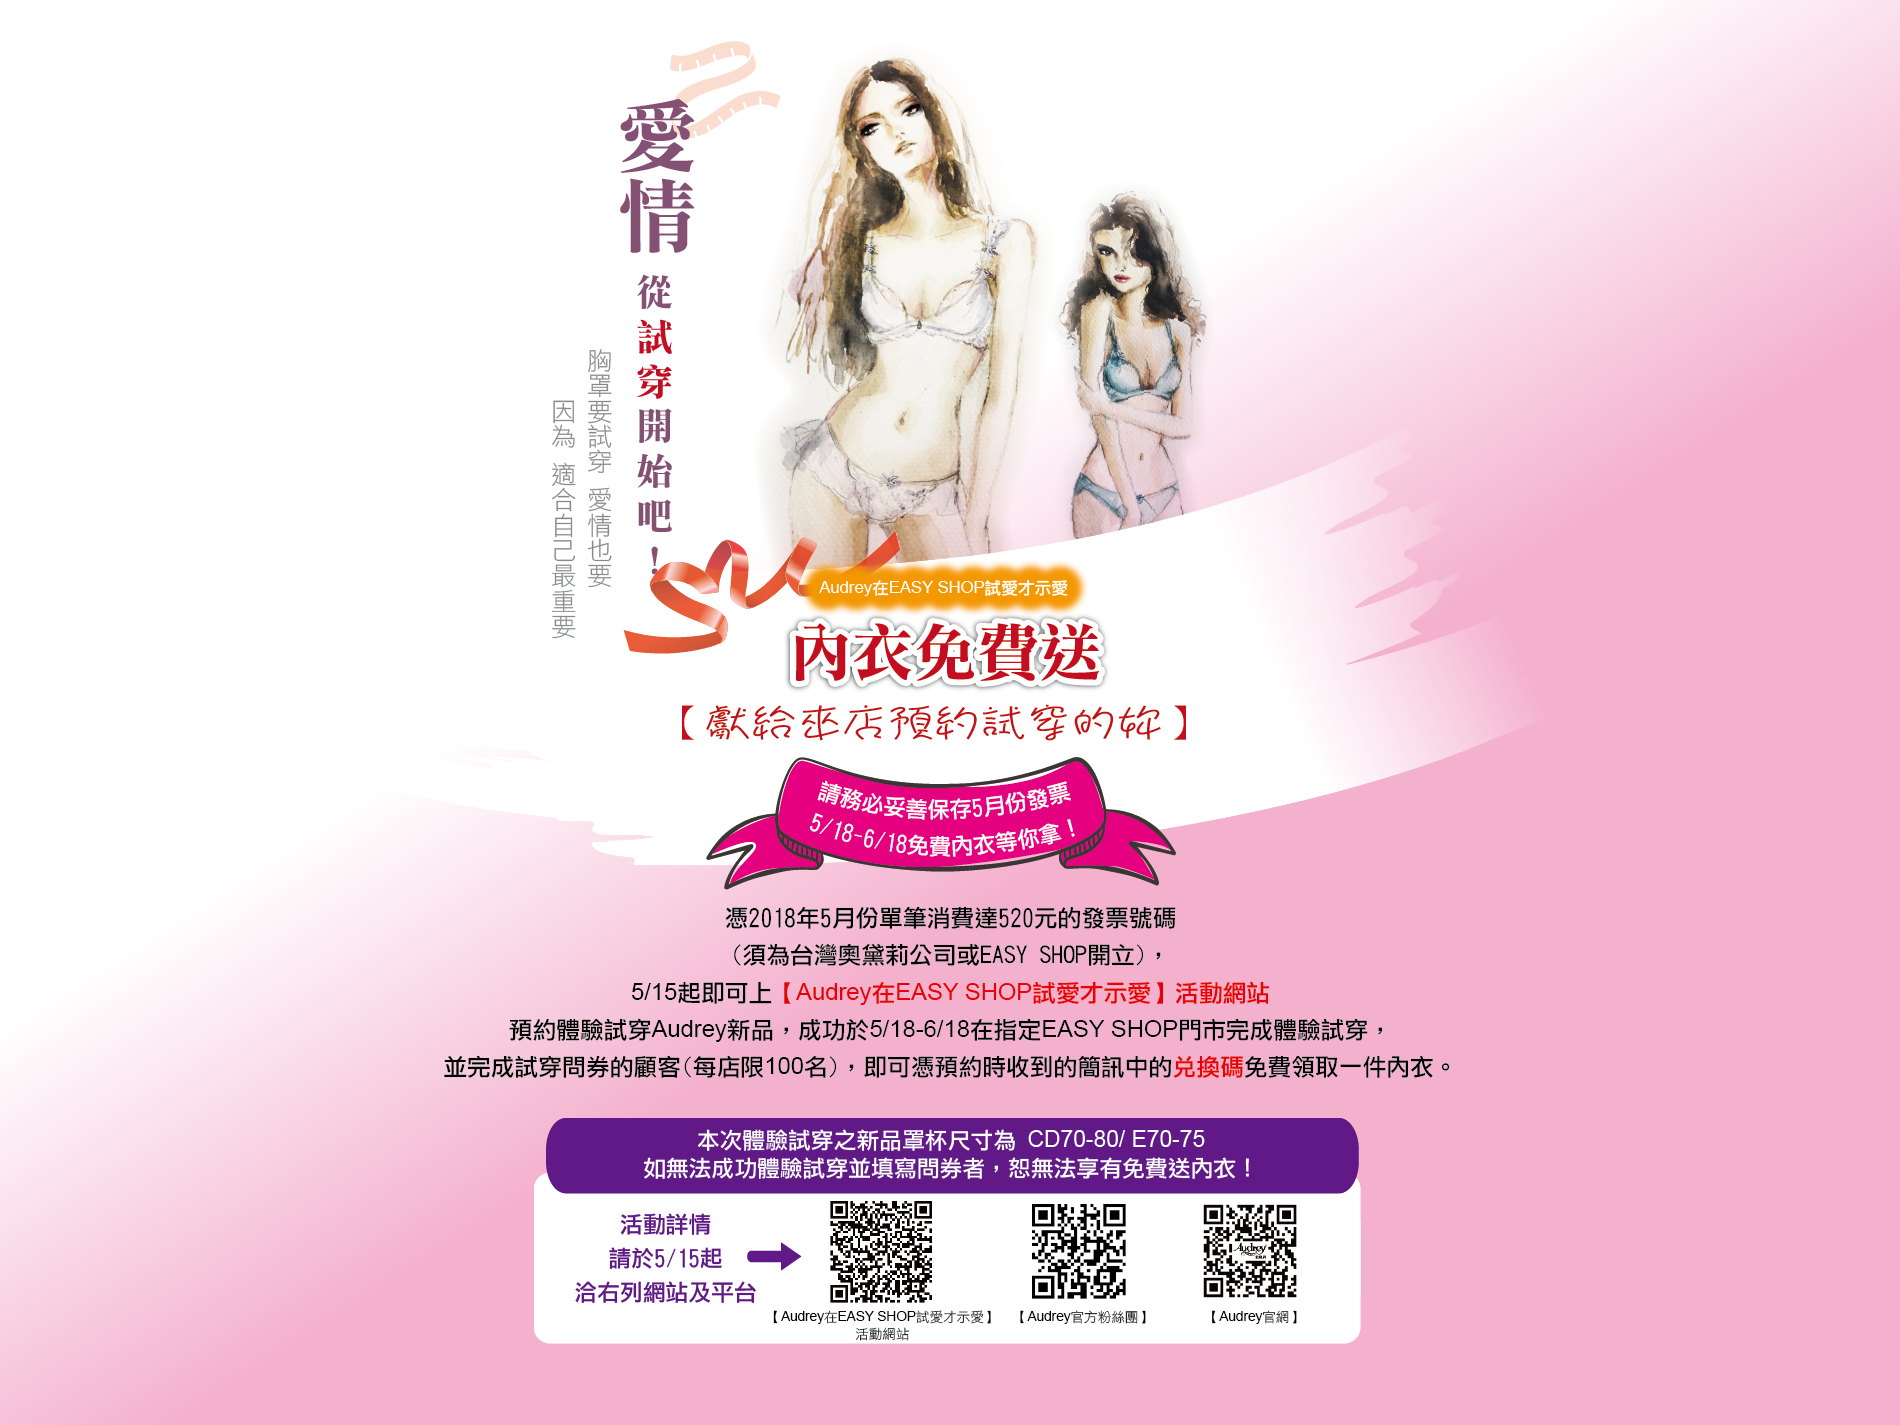 愛情
從試穿開始吧！
胸罩要試穿 愛情也要
因為 適合自己最重要
Audrey在EASY SHOP試愛才示愛
內衣免費送
【獻給來店預約試穿的妳】
請務必妥善保存5月份發票
5/18-6/18免費內衣等你拿！
憑2018年5月份單筆消費達520元的發票號碼
（須為台灣奧黛莉公司或EASY SHOP開立），
5/15起即可上【Audrey在EASY SHOP試愛才示愛】活動網站
預約體驗試穿Audrey新品，成功於5/18-6/18在指定EASY SHOP門市完成體驗試穿，
並完成試穿問券的顧客（每店限100名），即可憑預約時收到的簡訊中的兌換碼免費領取一件內衣。
本次體驗試穿之新品罩杯尺寸為 CD70-80/ E70-75
如無法成功體驗試穿並填寫問券者，恕無法享有免費送內衣！
活動詳情
請於5/15起
洽右列網站及平台
【Audrey在EASY SHOP試愛才示愛】
活動網站
【Audrey官方粉絲團】
Audrey
【Audrey官網】